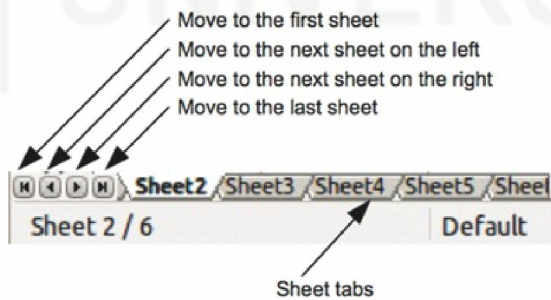 Move to the first sheet
Move to the next sheet on the left
Move to the next sheet on the right
Move to the last sheet
Sheet2 Sheet3 Sheet4 Sheet5 Sheel
Sheet 2 / 6 Default
Sheet tabs